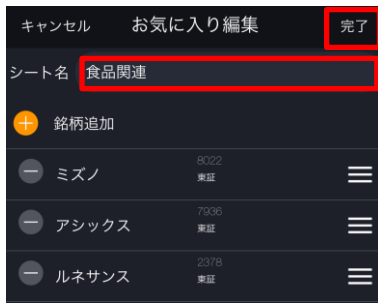 キャンセル お気に入り編集 完了
シート名 食品関連
銘柄追加
ミズノ 8022 東証
アシックス 7936 東証
ルネサンス 2378 東証